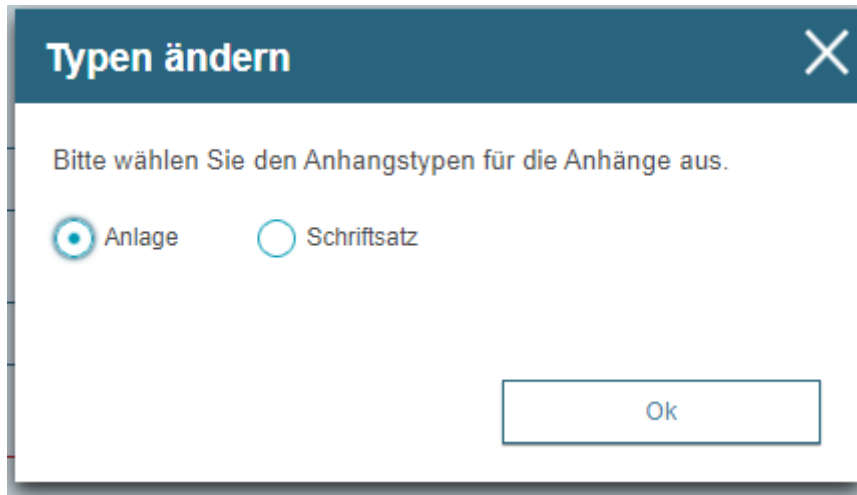 Typen ändern
Bitte wählen Sie den Anhangstypen für die Anhänge aus.
Anlage Schriftsatz
Ok